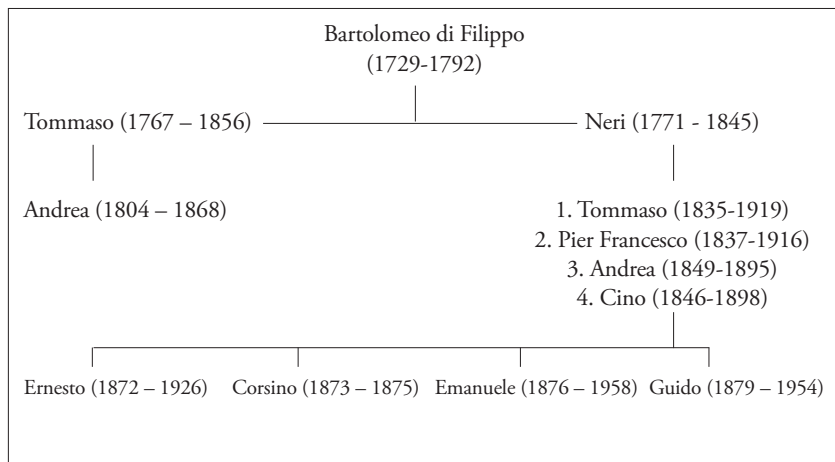 Bartolomeo di Filippo
(1729-1792)
Tommaso (1767 – 1856)
Neri (1771 - 1845)
Andrea (1804 – 1868)
1. Tommaso (1835-1919)
2. Pier Francesco (1837-1916)
3. Andrea (1849-1895)
4. Cino (1846-1898)
Ernesto (1872 – 1926)
Corsino (1873 – 1875)
Emanuele (1876 – 1958)
Guido (1879 – 1954)